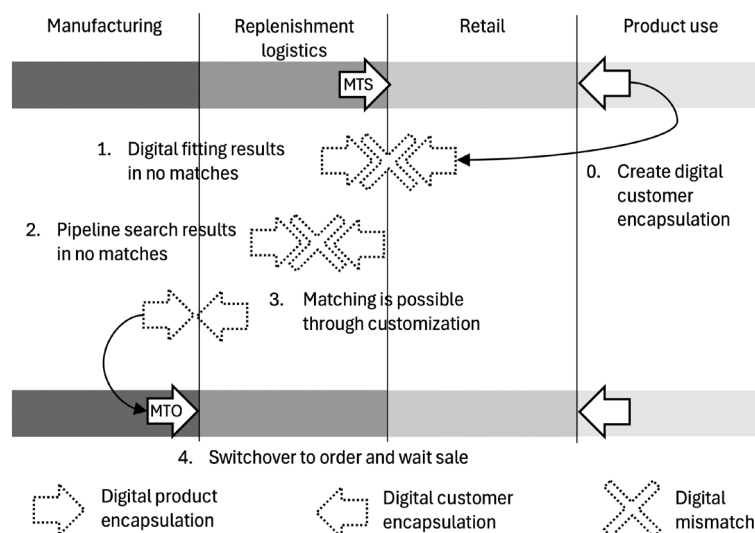 Manufacturing
Replenishment
logistics
Retail
Product use
MTS
1. Digital fitting results
in no matches
0. Create digital
customer
encapsulation
2. Pipeline search results
in no matches
3. Matching is possible
through customization
MTO
4. Switchover to order and wait sale
Digital product
encapsulation
Digital customer
encapsulation
Digital
mismatch